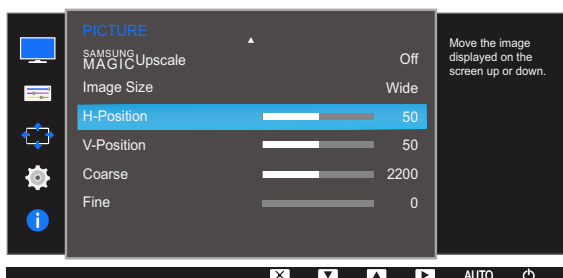 PICTURE
SAMSUNG
MAGIC Upscale Off
Image Size Wide
H-Position 50
V-Position 50
Coarse 2200
Fine 0
Move the image
displayed on the
screen up or down.
AUTO